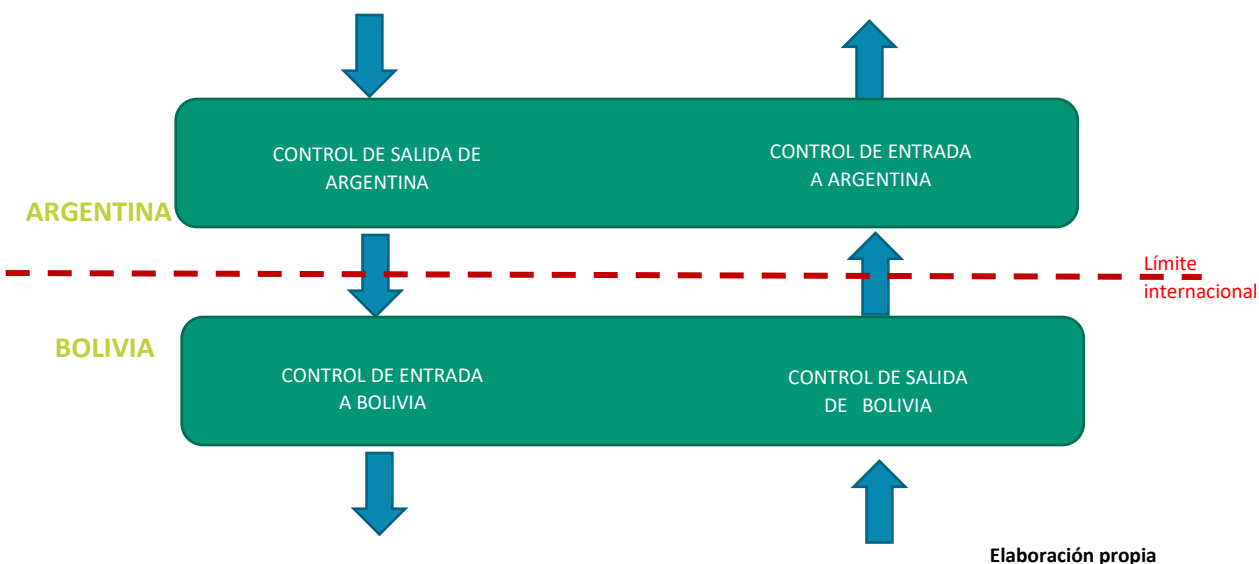 CONTROL DE SALIDA DE
ARGENTINA
CONTROL DE ENTRADA
A ARGENTINA
ARGENTINA
Límite
internacional
BOLIVIA
CONTROL DE ENTRADA
A BOLIVIA
CONTROL DE SALIDA
DE BOLIVIA
Elaboración propia